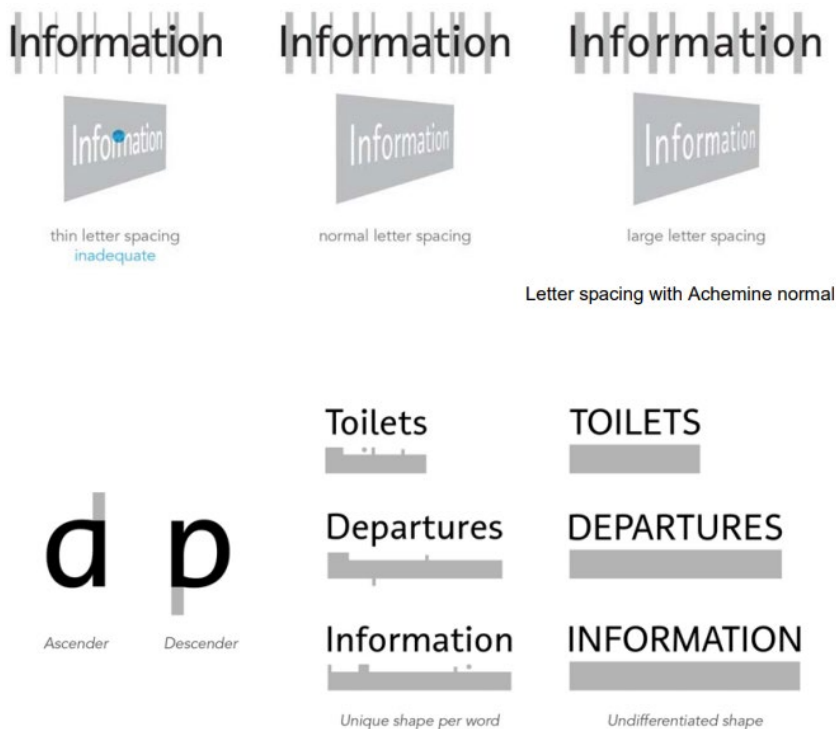 Information Information Information
Information Information Information
thin letter spacing normal letter spacing large letter spacing
inadequate
Letter spacing with Achemine normal
Toilets TOILETS
d p
Departures DEPARTURES
Ascender Descender
Information INFORMATION
Unique shape per word Undifferentiated shape